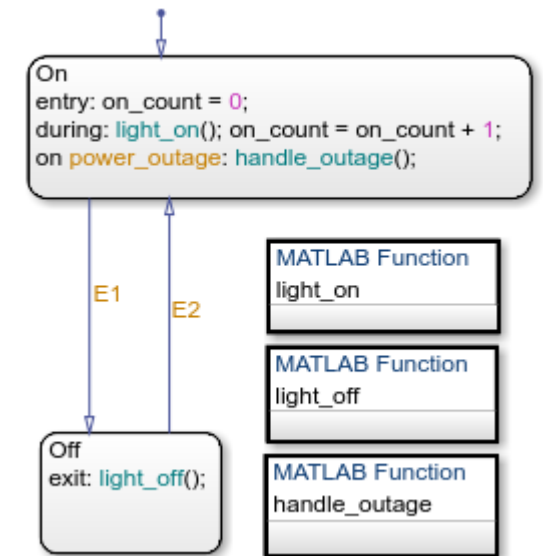 On
entry: on_count = 0;
during: light_on(); on_count = on_count + 1;
on power_outage: handle_outage();
E1
E2
MATLAB Function
light_on
MATLAB Function
light_off
Off
exit: light_off();
MATLAB Function
handle_outage